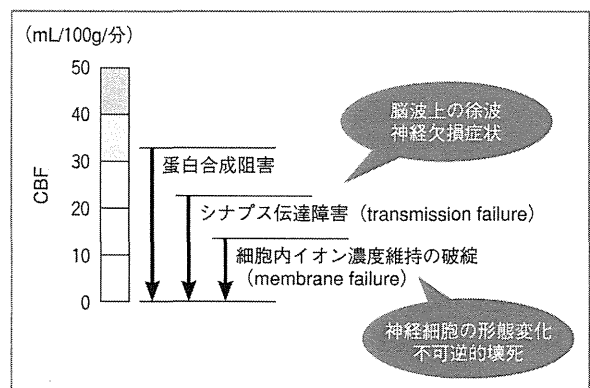 (mL/100g/分)
50
40
30
20
10
0
CBF
蛋白合成阻害
シナプス伝達障害 (transmission failure)
細胞内イオン濃度維持の破綻
(membrane failure)
脳波上の徐波
神経欠損症状
神経細胞の形態変化
不可逆的壊死